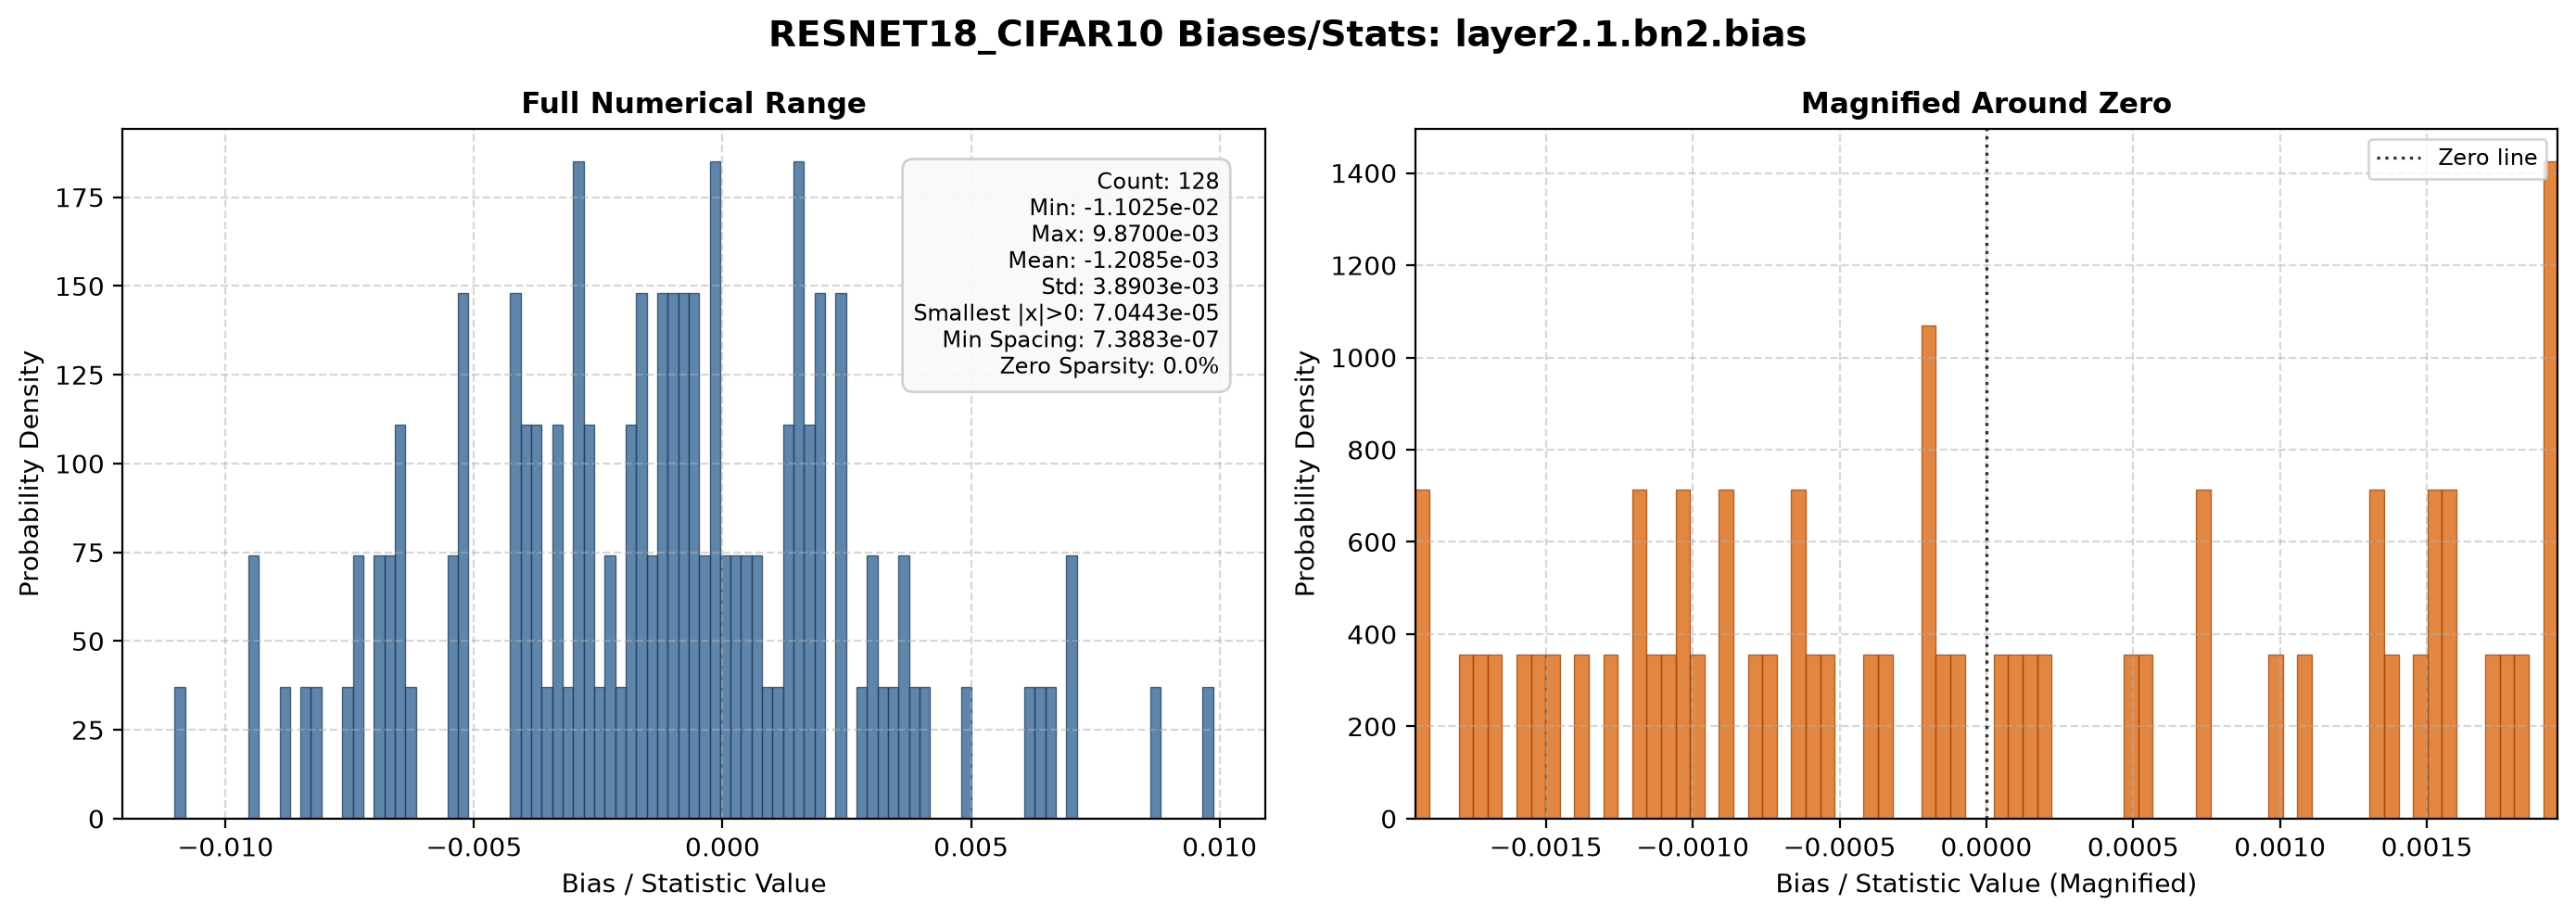 RESNET18_CIFAR10 Biases/Stats: layer2.1.bn2.bias
Full Numerical Range
Probability Density
175
150
125
100
75
50
25
0
Count: 128
Min: -1.1025e-02
Max: 9.8700e-03
Mean: -1.2085e-03
Std: 3.8903e-03
Smallest |x|>0: 7.0443e-05
Min Spacing: 7.3883e-07
Zero Sparsity: 0.0%
−0.010 −0.005 0.000 0.005 0.010
Bias / Statistic Value
Magnified Around Zero
Probability Density
1400
1200
1000
800
600
400
200
0
Zero line
−0.0015 −0.0010 −0.0005 0.0000 0.0005 0.0010 0.0015
Bias / Statistic Value (Magnified)